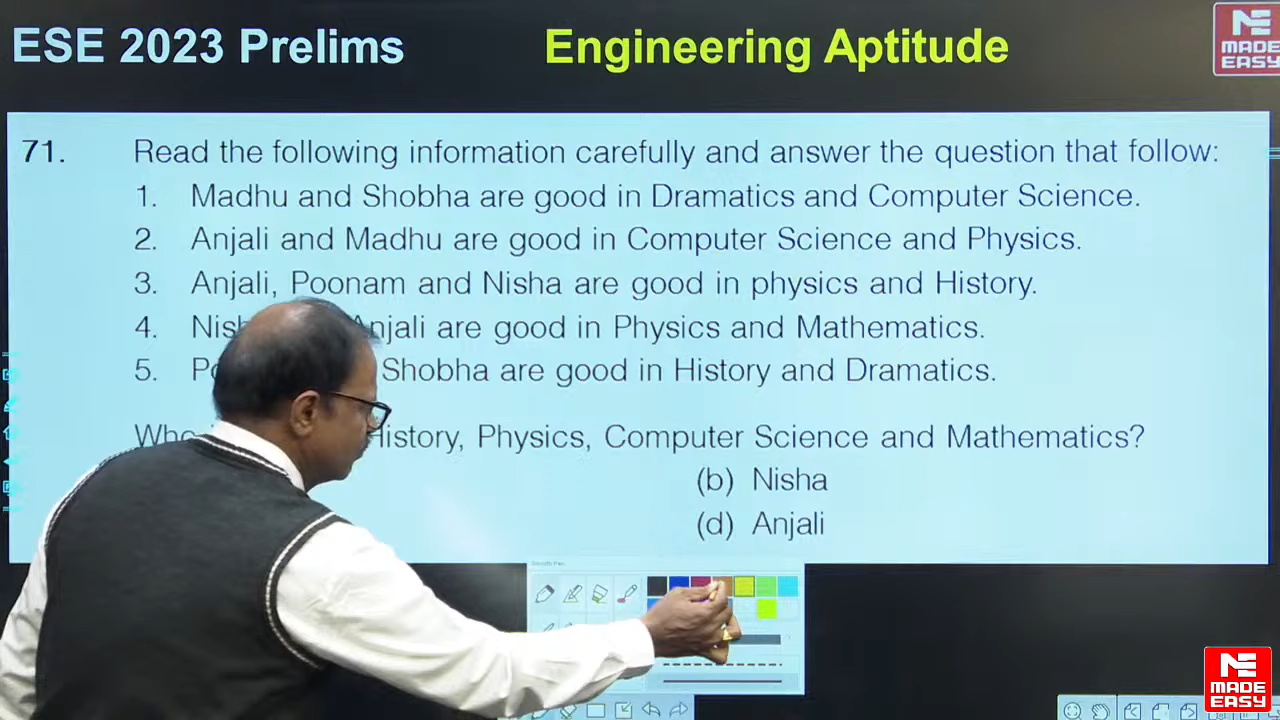 ESE 2023 Prelims Engineering Aptitude
MADE EASY
71. Read the following information carefully and answer the question that follow:
1. Madhu and Shobha are good in Dramatics and Computer Science.
2. Anjali and Madhu are good in Computer Science and Physics.
3. Anjali, Poonam and Nisha are good in physics and History.
4. Anjali are good in Physics and Mathematics.
5. Shobha are good in History and Dramatics.
History, Physics, Computer Science and Mathematics?
(b) Nisha
(d) Anjali
MADE EASY